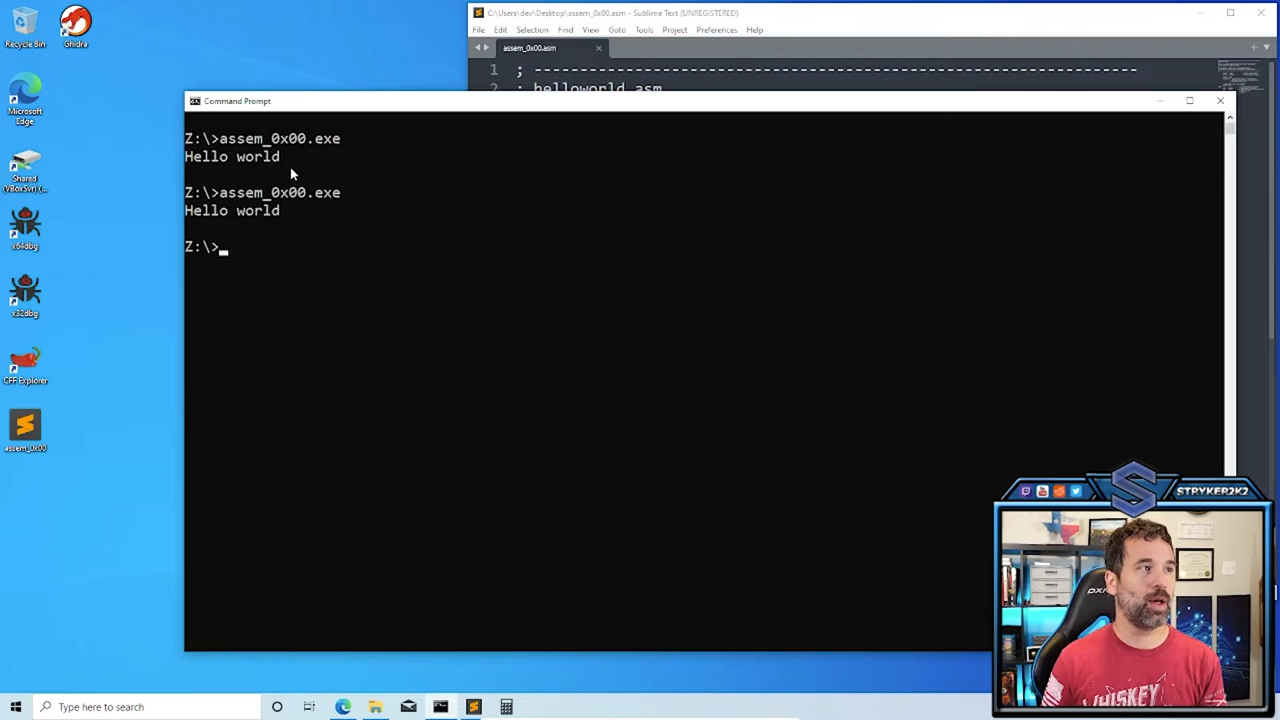 Recycle Bin
Ghidra
Microsoft
Edge
Shared
(VBoxSvr) (...
x64dbg
x32dbg
CFF Explorer
assem_0x00
C:\Users\dev\Desktop\assem_0x00.asm - Sublime Text (UNREGISTERED)
File Edit Selection Find View Goto Tools Project Preferences Help
assem_0x00.asm
1 ; ----------------------------------------------------------------
2 ; helloworld.asm
Command Prompt
Z:\>assem_0x00.exe
Hello world
Z:\>assem_0x00.exe
Hello world
Z:\>
STRYKER2K2
WHISKEY
Type here to search